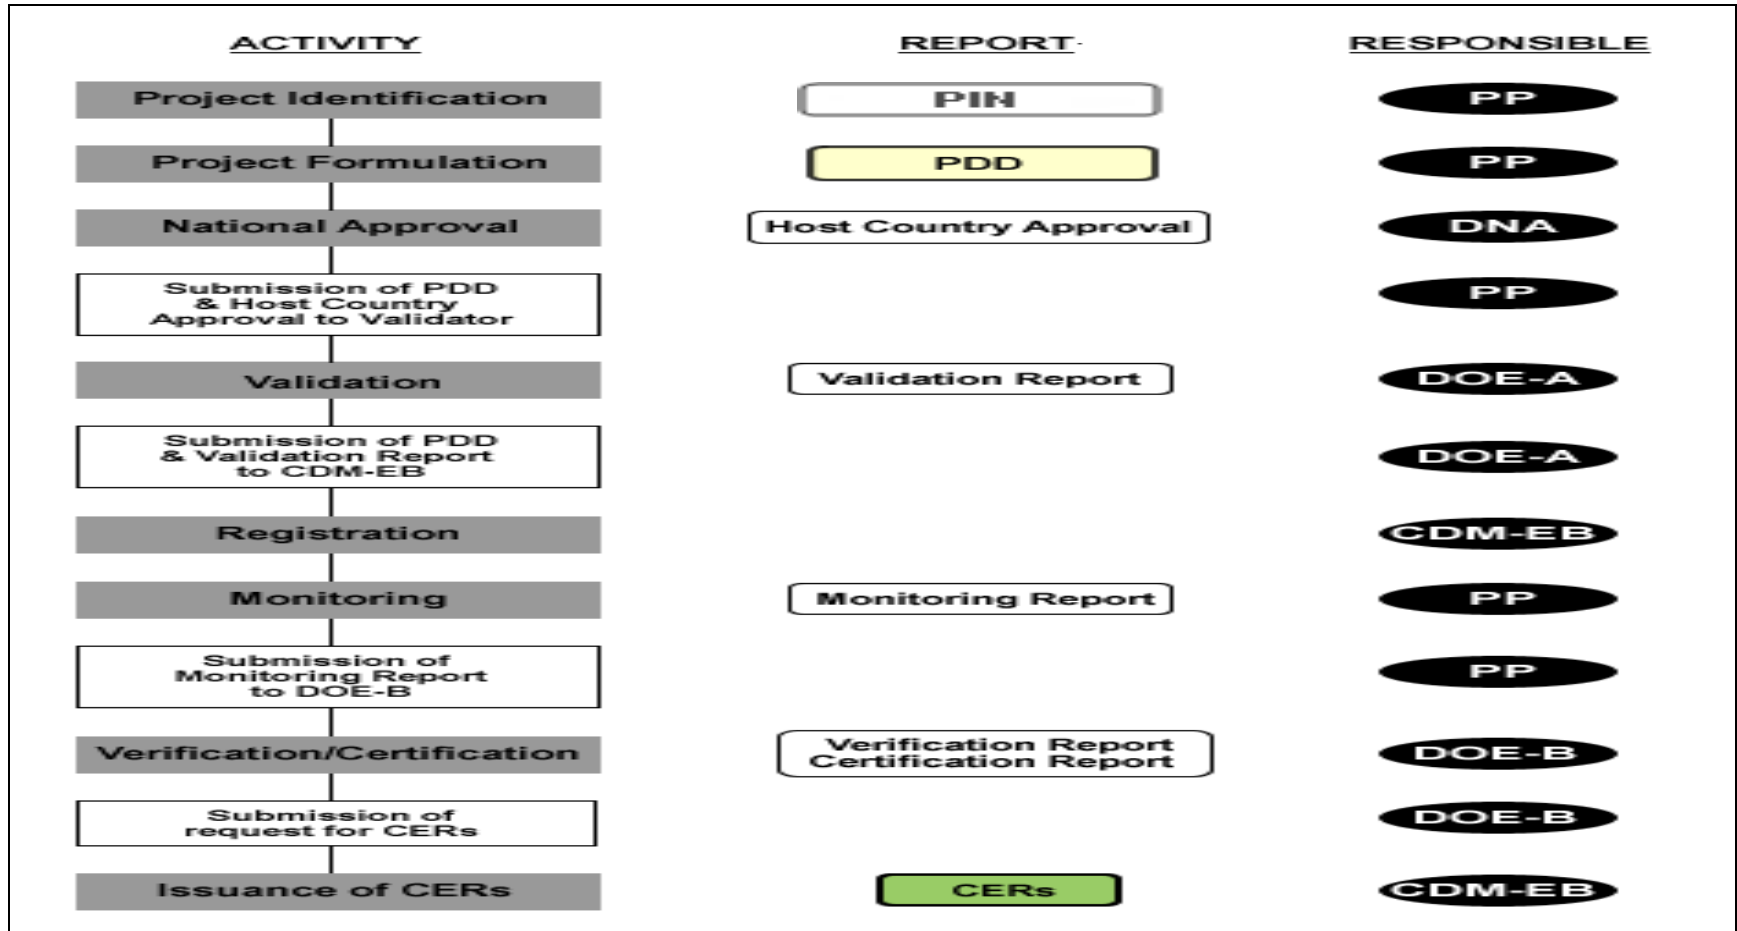 ACTIVITY REPORT RESPONSIBLE
Project Identification PIN PP
Project Formulation PDD PP
National Approval Host Country Approval DNA
Submission of PDD
& Host Country
Approval to Validator
PP
Validation Validation Report DOE-A
Submission of PDD
& Validation Report
to CDM-EB
DOE-A
Registration CDM-EB
Monitoring Monitoring Report PP
Submission of
Monitoring Report
to DOE-B
PP
Verification/Certification
Verification Report
Certification Report
DOE-B
Submission of
request for CERs
DOE-B
Issuance of CERs CERs CDM-EB